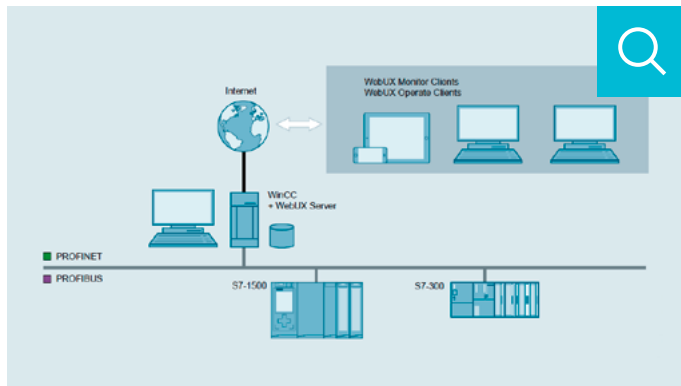 WebUX Monitor Clients
WebUX Operate Clients
Internet
WinCC
+ WebUX Server
PROFINET
PROFIBUS
S7-1500
S7-300